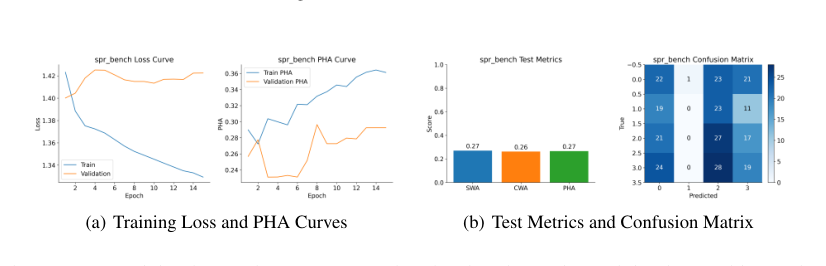 spr_bench Loss Curve
1.42
1.40
1.38
1.36
1.34
Loss
Train
Validation
2 4 6 8 10 12 14
Epoch
spr_bench PHA Curve
0.36
0.34
0.32
0.30
0.28
0.26
0.24
PHA
Train PHA
Validation PHA
2 4 6 8 10 12 14
Epoch
(a) Training Loss and PHA Curves
spr_bench Test Metrics
1.0
0.8
0.6
0.4
0.2
0.0
Score
0.27 0.26 0.27
SWA CWA PHA
spr_bench Confusion Matrix
−0.5
0.0
0.5
1.0
1.5
2.0
2.5
3.0
3.5
True
22 1 23 21
19 0 23 11
21 0 27 17
24 0 28 19
0 1 2 3
Predicted
25
20
15
10
5
0
(b) Test Metrics and Confusion Matrix